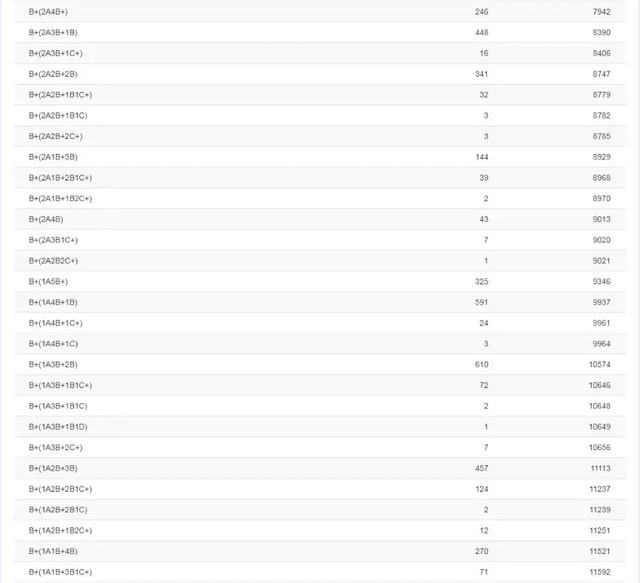 B+(2A4B+) 246 7942
B+(2A3B+1B) 448 8390
B+(2A3B+1C+) 16 8406
B+(2A2B+2B) 341 8747
B+(2A2B+1B1C+) 32 8779
B+(2A2B+1B1C) 3 8782
B+(2A2B+2C+) 3 8785
B+(2A1B+3B) 144 8929
B+(2A1B+2B1C+) 39 8968
B+(2A1B+1B2C+) 2 8970
B+(2A4B) 43 9013
B+(2A3B1C+) 7 9020
B+(2A2B2C+) 1 9021
B+(1A5B+) 325 9346
B+(1A4B+1B) 591 9937
B+(1A4B+1C+) 24 9961
B+(1A4B+1C) 3 9964
B+(1A3B+2B) 610 10574
B+(1A3B+1B1C+) 72 10646
B+(1A3B+1B1C) 2 10648
B+(1A3B+1B1D) 1 10649
B+(1A3B+2C+) 7 10656
B+(1A2B+3B) 457 11113
B+(1A2B+2B1C+) 124 11237
B+(1A2B+2B1C) 2 11239
B+(1A2B+1B2C+) 12 11251
B+(1A1B+4B) 270 11521
B+(1A1B+3B1C+) 71 11592